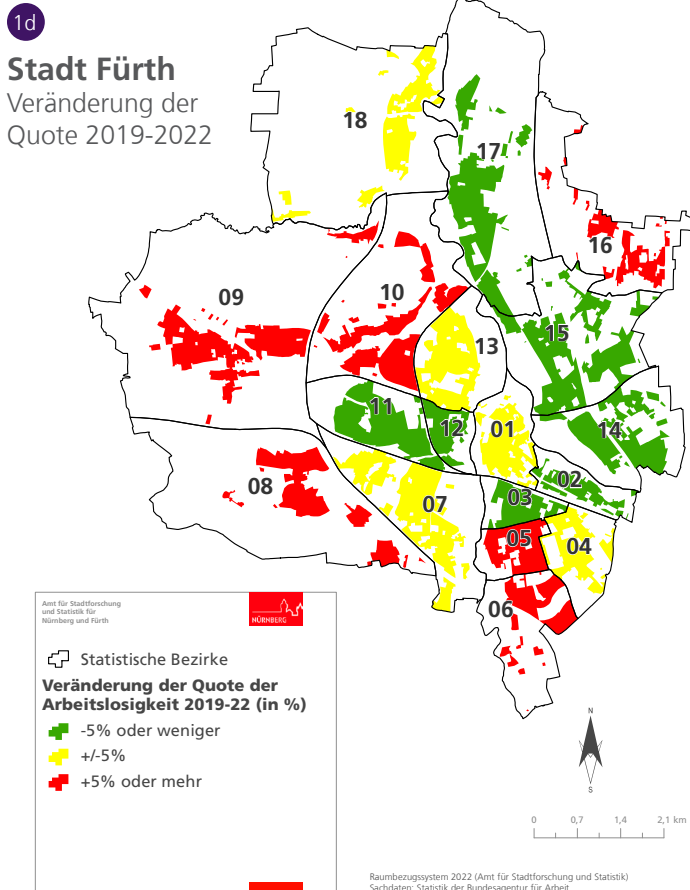 1d
Stadt Fürth
Veränderung der
Quote 2019-2022
18
17
16
09
10
15
13
11
12
01
14
02
08
07
03
05
04
06
Amt für Stadtforschung
und Statistik für
Nürnberg und Fürth
NÜRNBERG
Statistische Bezirke
Veränderung der Quote der
Arbeitslosigkeit 2019-22 (in %)
-5% oder weniger
+/-5%
+5% oder mehr
N
S
0 0,7 1,4 2,1 km
Raumbezugssystem 2022 (Amt für Stadtforschung und Statistik)
Sachdaten: Statistik der Bundesagentur für Arbeit